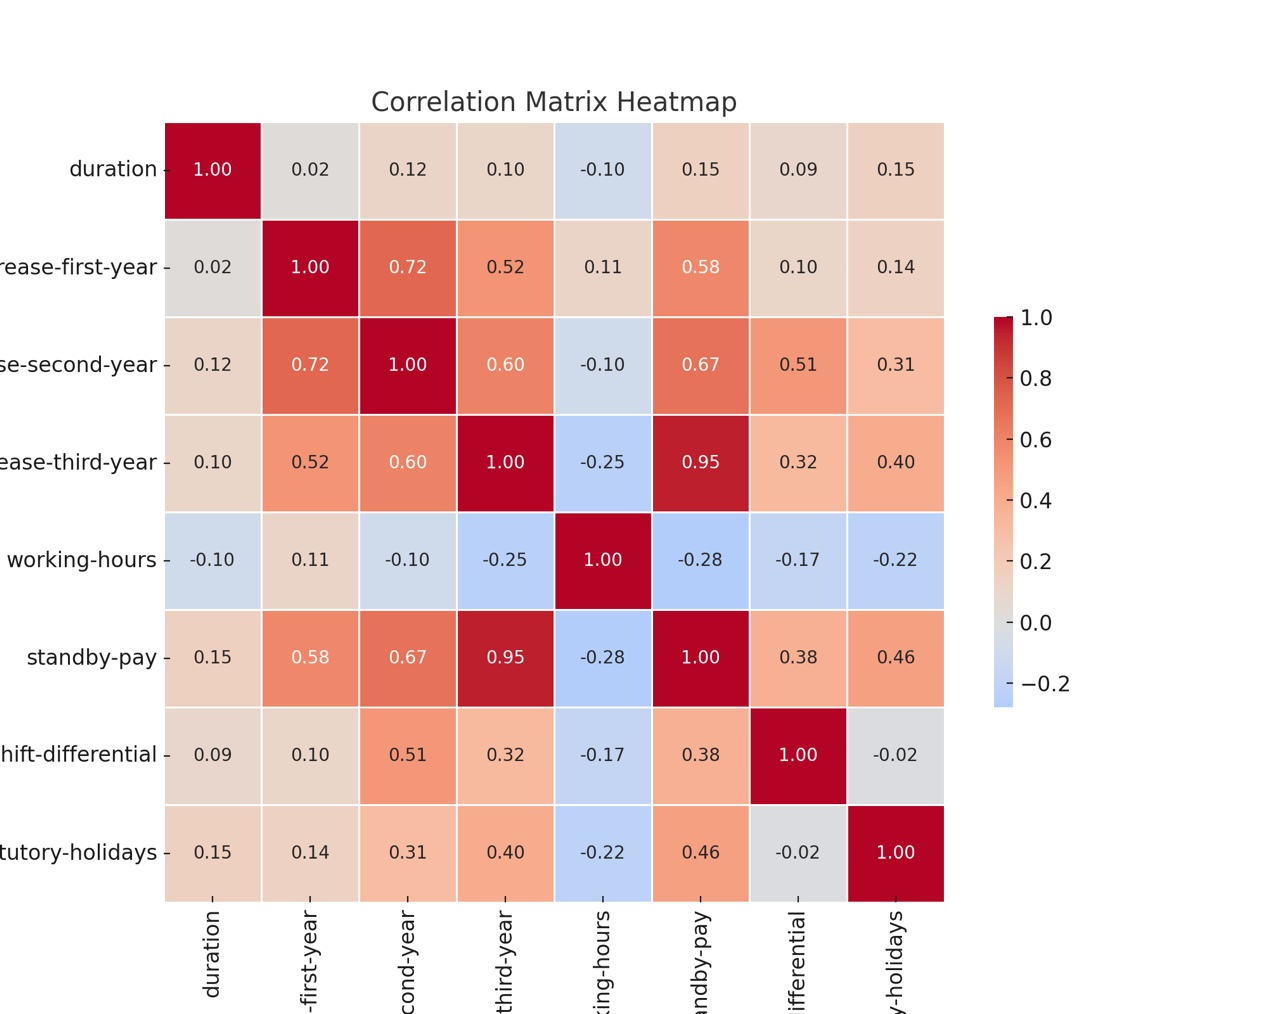 Correlation Matrix Heatmap
duration 1.00 0.02 0.12 0.10 -0.10 0.15 0.09 0.15
rease-first-year 0.02 1.00 0.72 0.52 0.11 0.58 0.10 0.14
se-second-year 0.12 0.72 1.00 0.60 -0.10 0.67 0.51 0.31
ease-third-year 0.10 0.52 0.60 1.00 -0.25 0.95 0.32 0.40
working-hours -0.10 0.11 -0.10 -0.25 1.00 -0.28 -0.17 -0.22
standby-pay 0.15 0.58 0.67 0.95 -0.28 1.00 0.38 0.46
hift-differential 0.09 0.10 0.51 0.32 -0.17 0.38 1.00 -0.02
tutory-holidays 0.15 0.14 0.31 0.40 -0.22 0.46 -0.02 1.00
duration
-first-year
cond-year
third-year
king-hours
andby-pay
ifferential
y-holidays
1.0
0.8
0.6
0.4
0.2
0.0
−0.2